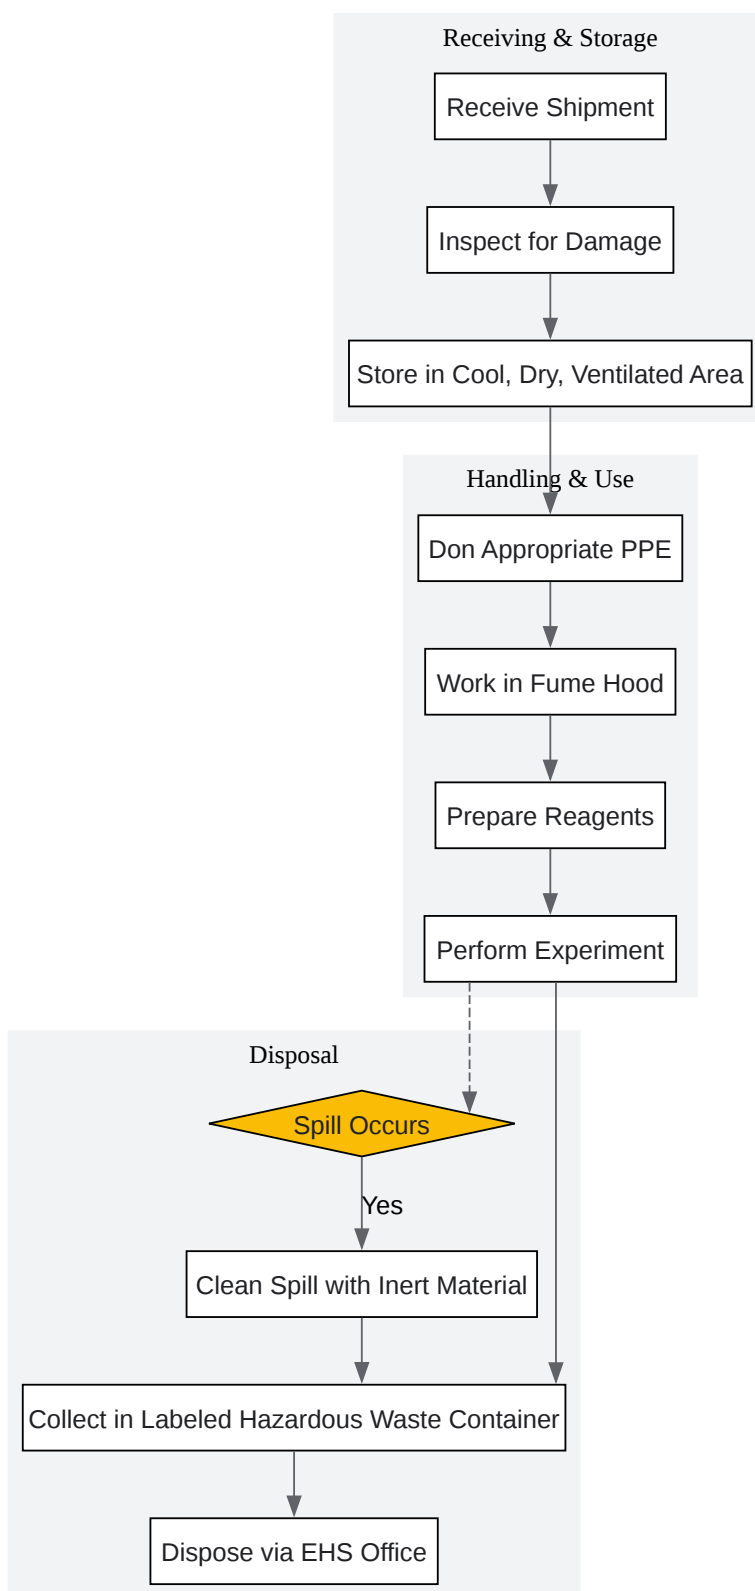 Receiving & Storage
Receive Shipment
Inspect for Damage
Store in Cool, Dry, Ventilated Area
Handling & Use
Don Appropriate PPE
Work in Fume Hood
Prepare Reagents
Perform Experiment
Disposal
Spill Occurs
Yes
Clean Spill with Inert Material
Collect in Labeled Hazardous Waste Container
Dispose via EHS Office